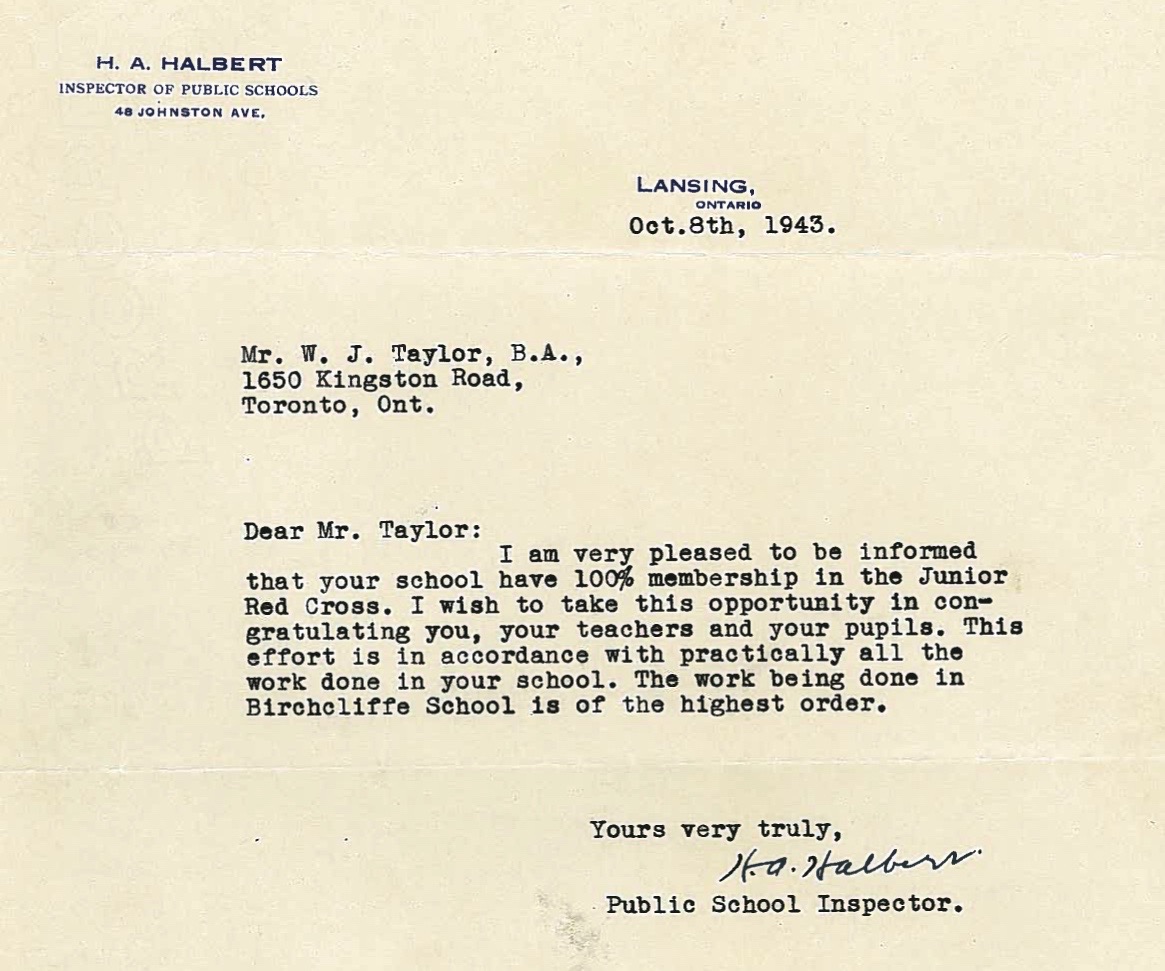 H. A. HALBERT
INSPECTOR OF PUBLIC SCHOOLS
48 JOHNSTON AVE,
LANSING,
ONTARIO
Oct.8th, 1943.
Mr. W. J. Taylor, B.A.,
1650 Kingston Road,
Toronto, Ont.
Dear Mr. Taylor:
I am very pleased to be informed
that your school have 100% membership in the Junior
Red Cross. I wish to take this opportunity in con-
gratulating you, your teachers and your pupils. This
effort is in accordance with practically all the
work done in your school. The work being done in
Birchcliffe School is of the highest order.
Yours very truly,
H.A. Halbert
Public School Inspector.